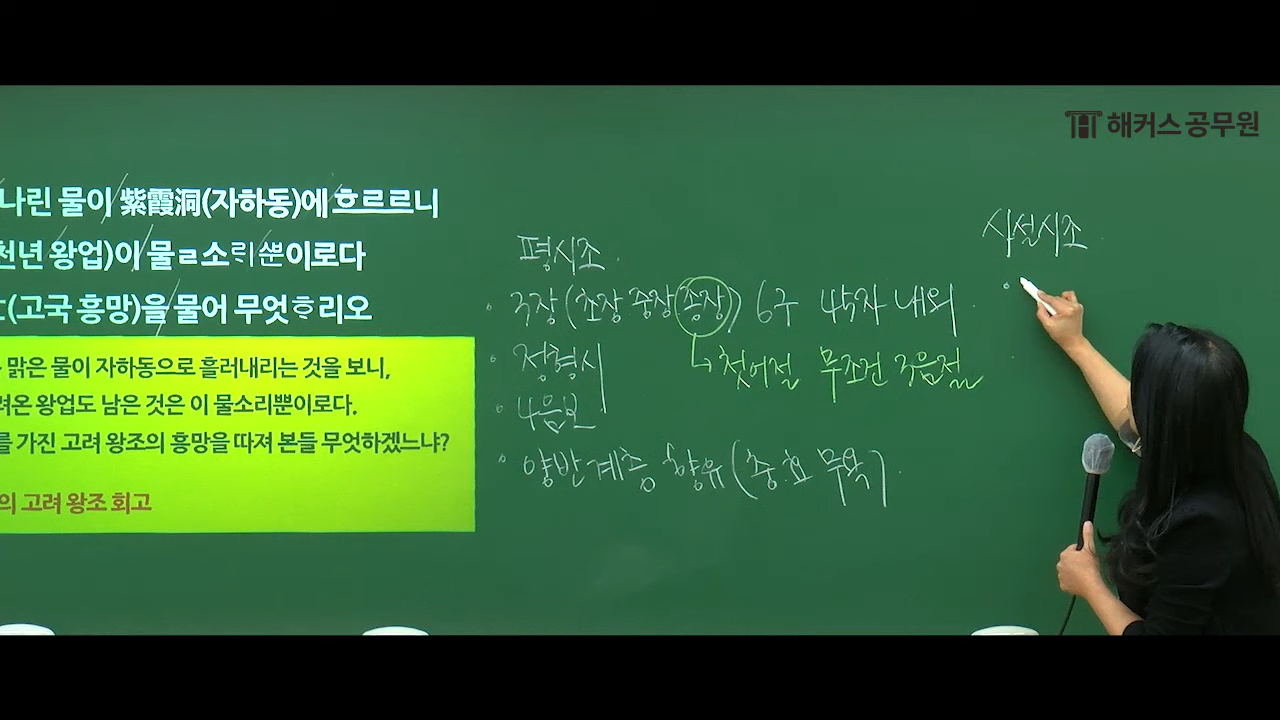 해커스공무원
나린 물이 紫霞洞(자하동)에 흐르르니
천년 왕업)이 물ㄹ소릐ᄲᅮᆫ이로다
(고국 흥망)을 물어 무엇ᄒᆞ리오
맑은 물이 자하동으로 흘러내리는 것을 보니,
려온 왕업도 남은 것은 이 물소리뿐이로다.
를 가진 고려 왕조의 흥망을 따져 본들 무엇하겠느냐?
의 고려 왕조 회고
평시조.
· 3장(초장 중장 종장) 6구 45자 내외
↳ 첫어절 무조건 3음절
· 정형시
· 4음보
· 양반계층 향유(충.효 무욕)
사설시조
·